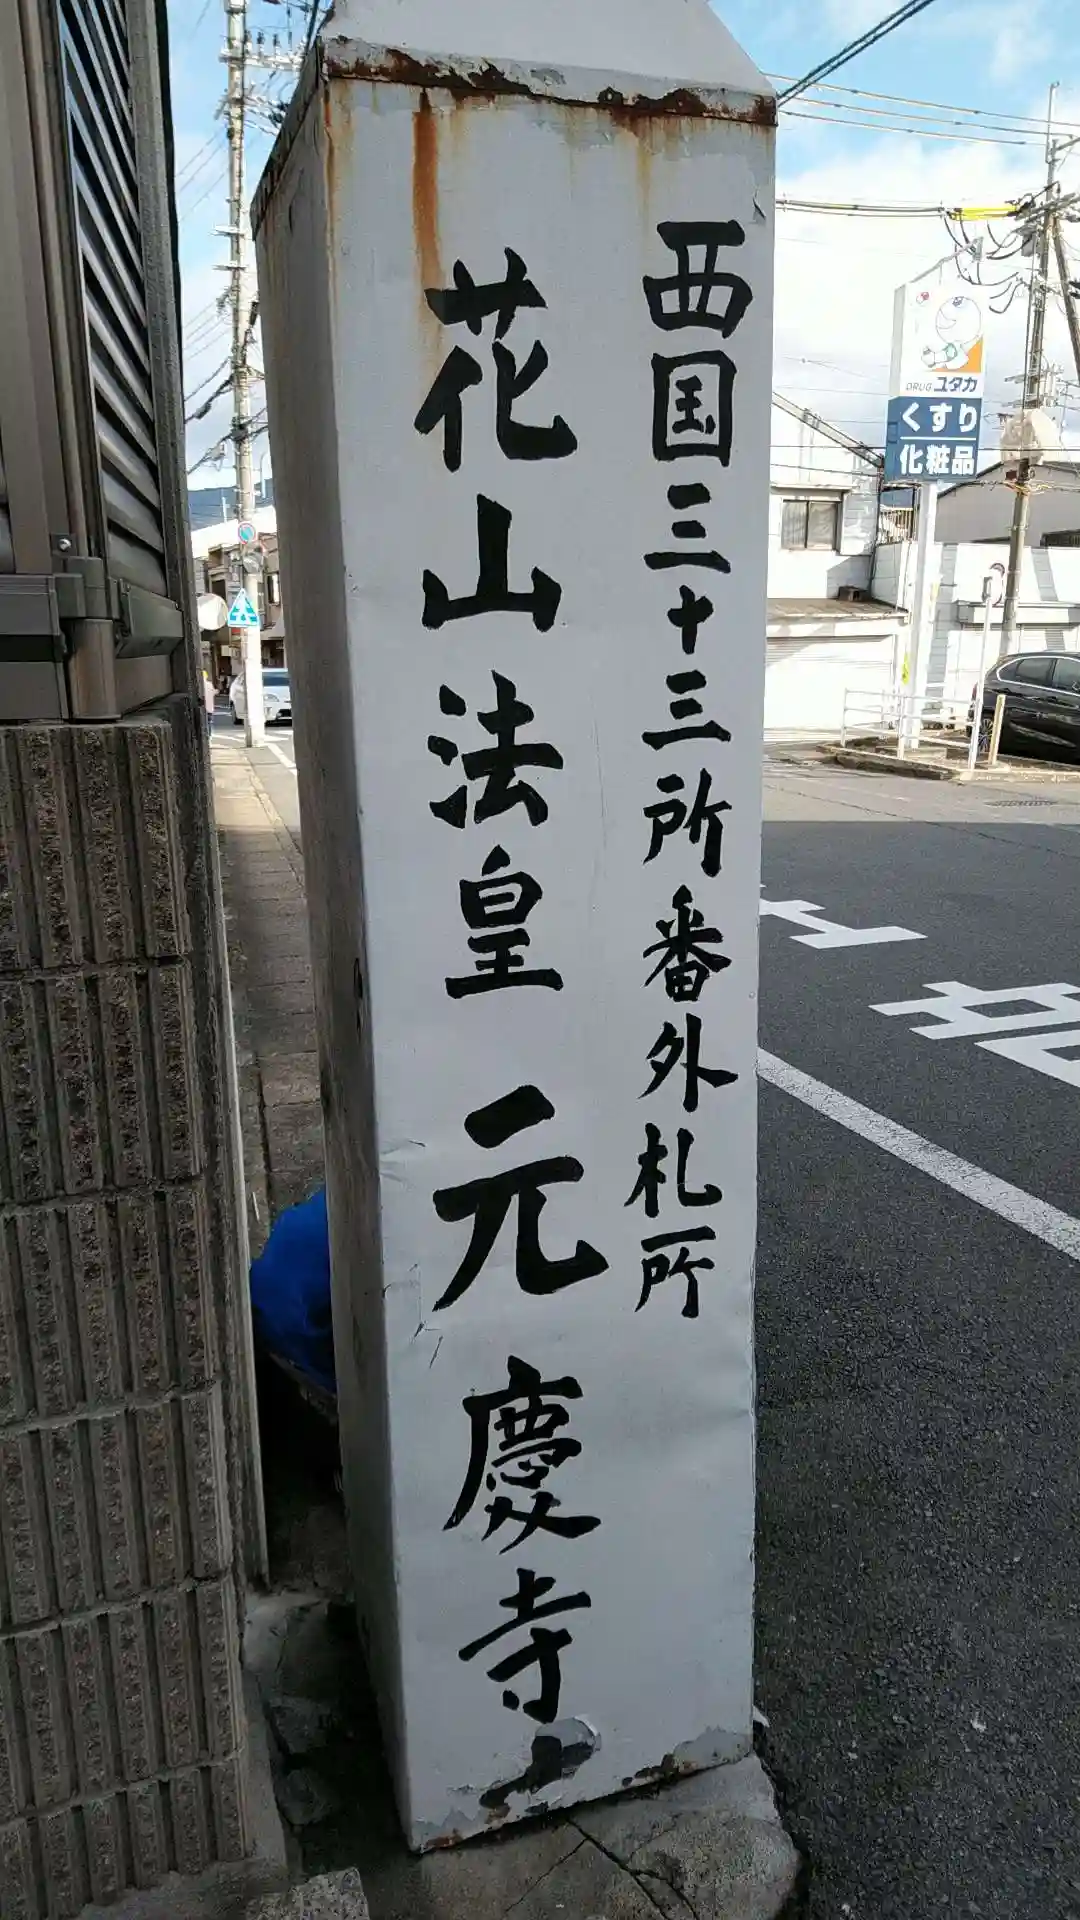 西国三十三所番外札所
花山法皇 元慶寺
DRUG ユタカ
くすり
化粧品